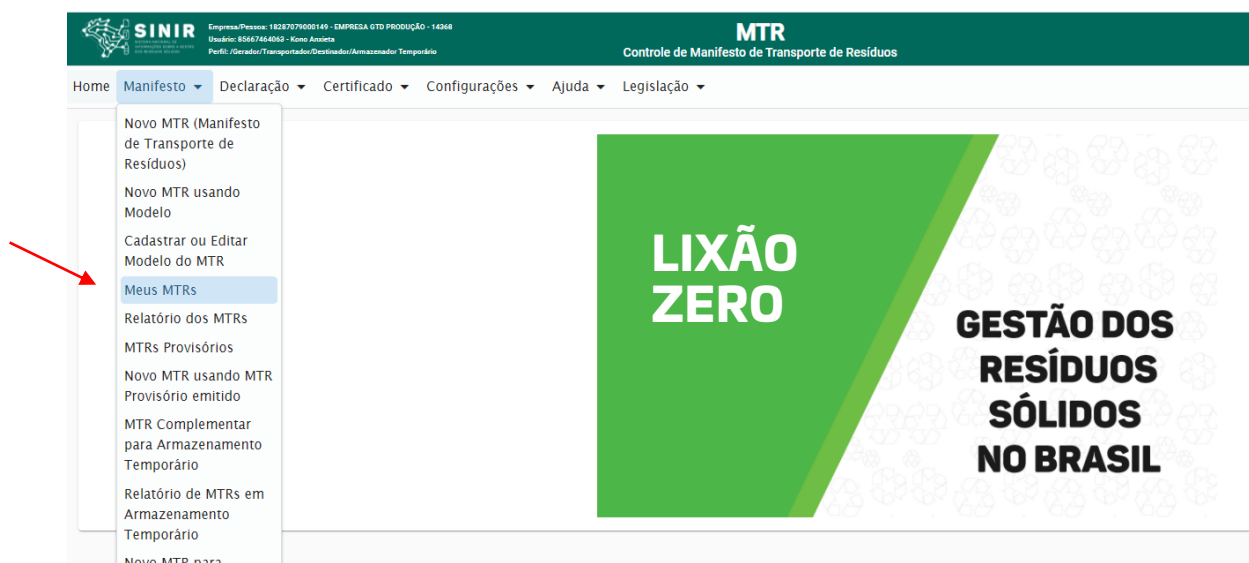 SINIR
Empresa/Pessoa: 18287079000149 - EMPRESA GTD PRODUÇÃO - 14368
Usuário: 85667464063 - Kono Anxieta
Perfil: /Gerador/Transportador/Destinador/Armazenador Temporário
MTR
Controle de Manifesto de Transporte de Resíduos
Home Manifesto Declaração Certificado Configurações Ajuda Legislação
Novo MTR (Manifesto
de Transporte de
Resíduos)
Novo MTR usando
Modelo
Cadastrar ou Editar
Modelo do MTR
Meus MTRs
Relatório dos MTRs
MTRs Provisórios
Novo MTR usando MTR
Provisório emitido
MTR Complementar
para Armazenamento
Temporário
Relatório de MTRs em
Armazenamento
Temporário
Novo MTR para
LIXÃO
ZERO
GESTÃO DOS
RESÍDUOS
SÓLIDOS
NO BRASIL